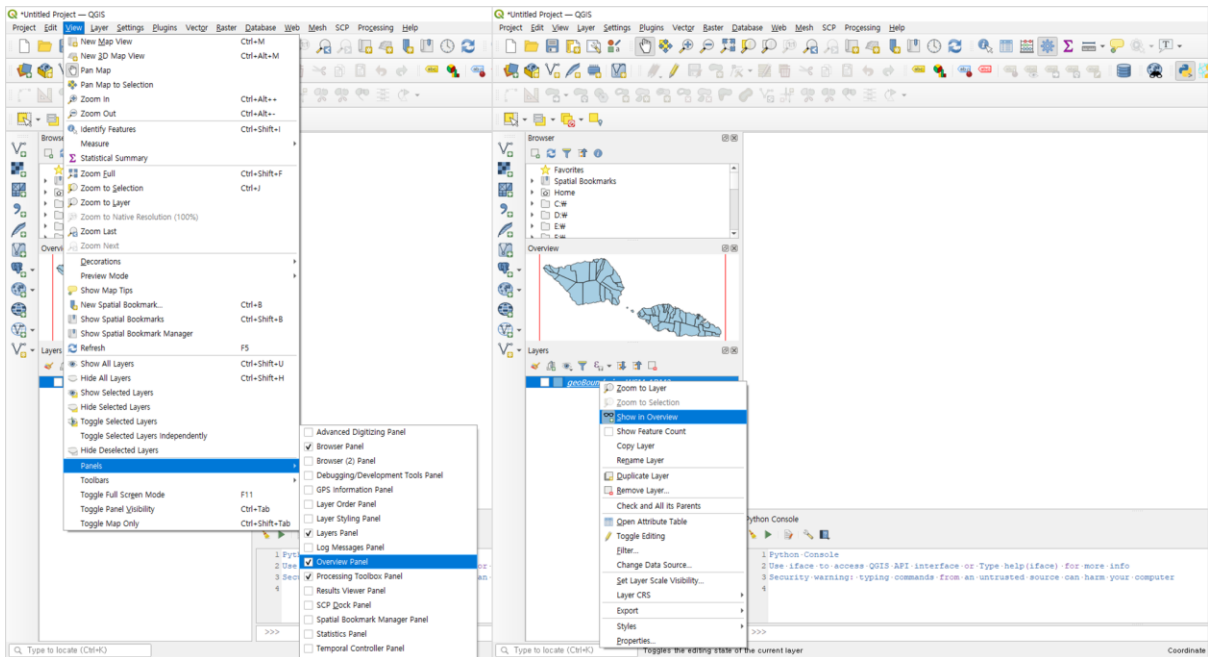 *Untitled Project — QGIS
Project Edit View Layer Settings Plugins Vector Raster Database Web Mesh SCP Processing Help
New Map View Ctrl+M
New 3D Map View Ctrl+Alt+M
Pan Map
Pan Map to Selection
Zoom In Ctrl+Alt++
Zoom Out Ctrl+Alt+-
Identify Features Ctrl+Shift+I
Measure
Statistical Summary
Zoom Full Ctrl+Shift+F
Zoom to Selection Ctrl+J
Zoom to Layer
Zoom to Native Resolution (100%)
Zoom Last
Zoom Next
Decorations
Preview Mode
Show Map Tips
New Spatial Bookmark... Ctrl+B
Show Spatial Bookmarks Ctrl+Shift+B
Show Spatial Bookmark Manager
Refresh F5
Show All Layers Ctrl+Shift+U
Hide All Layers Ctrl+Shift+H
Show Selected Layers
Hide Selected Layers
Toggle Selected Layers
Toggle Selected Layers Independently
Hide Deselected Layers
Panels
Toolbars
Toggle Full Screen Mode F11
Toggle Panel Visibility Ctrl+Tab
Toggle Map Only Ctrl+Shift+Tab
Advanced Digitizing Panel
Browser Panel
Browser (2) Panel
Debugging/Development Tools Panel
GPS Information Panel
Layer Order Panel
Layer Styling Panel
Layers Panel
Log Messages Panel
Overview Panel
Processing Toolbox Panel
Results Viewer Panel
SCP Dock Panel
Spatial Bookmark Manager Panel
Statistics Panel
Temporal Controller Panel
Layers
1
2 Use
3
4
>>>
Type to locate (Ctrl+K)
*Untitled Project — QGIS
Project Edit View Layer Settings Plugins Vector Raster Database Web Mesh SCP Processing Help
Browser
Favorites
Spatial Bookmarks
Home
C:₩
D:₩
E:₩
Overview
Layers
Zoom to Layer
Zoom to Selection
Show in Overview
Show Feature Count
Copy Layer
Rename Layer
Duplicate Layer
Remove Layer...
Check and All its Parents
Open Attribute Table
Toggle Editing
Filter...
Change Data Source...
Set Layer Scale Visibility...
Layer CRS
Export
Styles
Properties...
Python Console
1 Python Console
2 Use iface to access QGIS API interface or Type help(iface) for more info
3 Security warning: typing commands from an untrusted source can harm your computer
4
>>>
Type to locate (Ctrl+K) Toggles the editing state of the current layer Coordinate